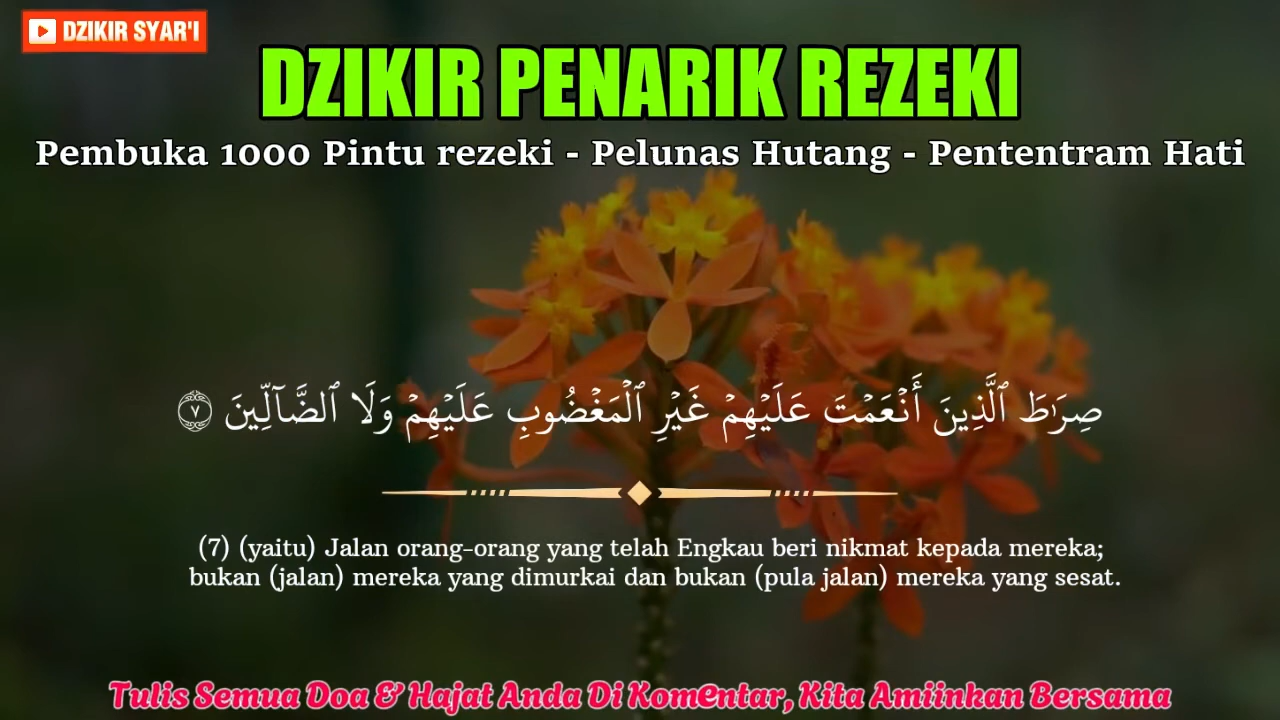 DZIKIR SYAR'I
DZIKIR PENARIK REZEKI
Pembuka 1000 Pintu rezeki - Pelunas Hutang - Pententram Hati
صِرَٰطَ ٱلَّذِينَ أَنْعَمْتَ عَلَيْهِمْ غَيْرِ ٱلْمَغْضُوبِ عَلَيْهِمْ وَلَا ٱلضَّآلِّينَ ٧
(7) (yaitu) Jalan orang-orang yang telah Engkau beri nikmat kepada mereka;
bukan (jalan) mereka yang dimurkai dan bukan (pula jalan) mereka yang sesat.
Tulis Semua Doa & Hajat Anda Di Komentar, Kita Amiinkan Bersama